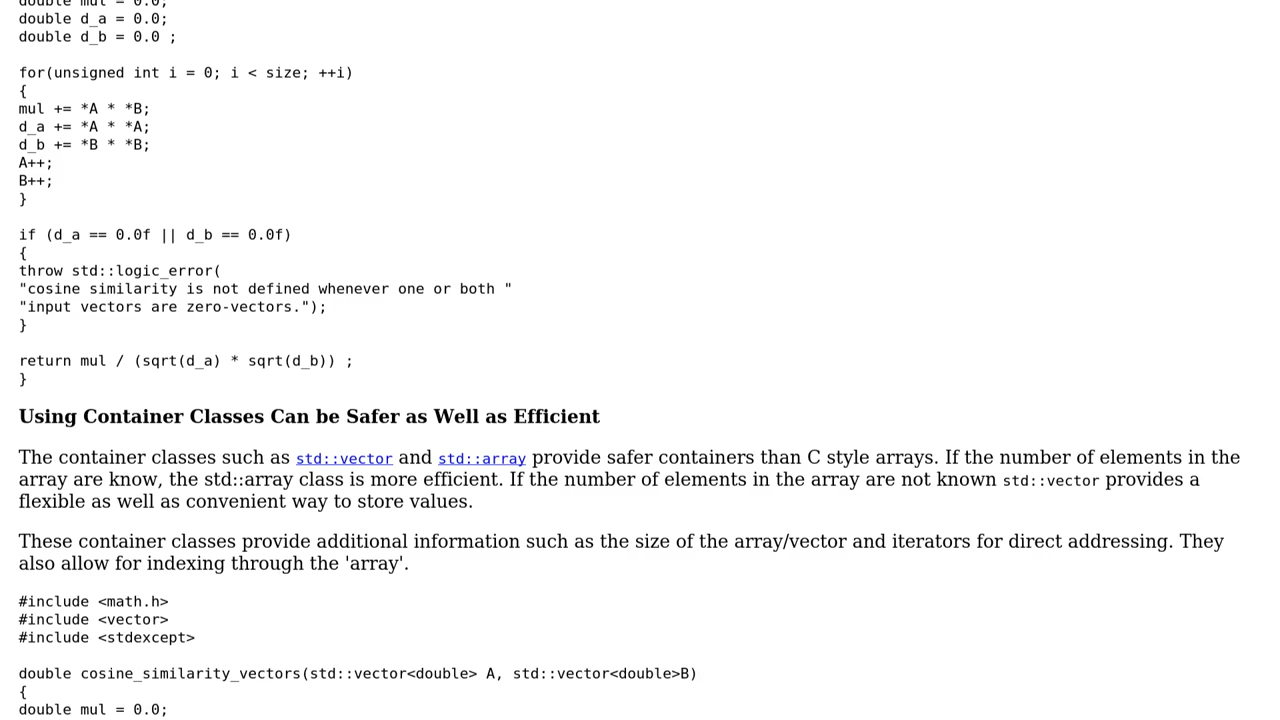 double mul = 0.0;
double d_a = 0.0;
double d_b = 0.0 ;
for(unsigned int i = 0; i < size; ++i)
{
mul += *A * *B;
d_a += *A * *A;
d_b += *B * *B;
A++;
B++;
}
if (d_a == 0.0f || d_b == 0.0f)
{
throw std::logic_error(
"cosine similarity is not defined whenever one or both "
"input vectors are zero-vectors.");
}
return mul / (sqrt(d_a) * sqrt(d_b)) ;
}
Using Container Classes Can be Safer as Well as Efficient
The container classes such as std::vector and std::array provide safer containers than C style arrays. If the number of elements in the
array are know, the std::array class is more efficient. If the number of elements in the array are not known std::vector provides a
flexible as well as convenient way to store values.
These container classes provide additional information such as the size of the array/vector and iterators for direct addressing. They
also allow for indexing through the 'array'.
#include <math.h>
#include <vector>
#include <stdexcept>
double cosine_similarity_vectors(std::vector<double> A, std::vector<double>B)
{
double mul = 0.0;